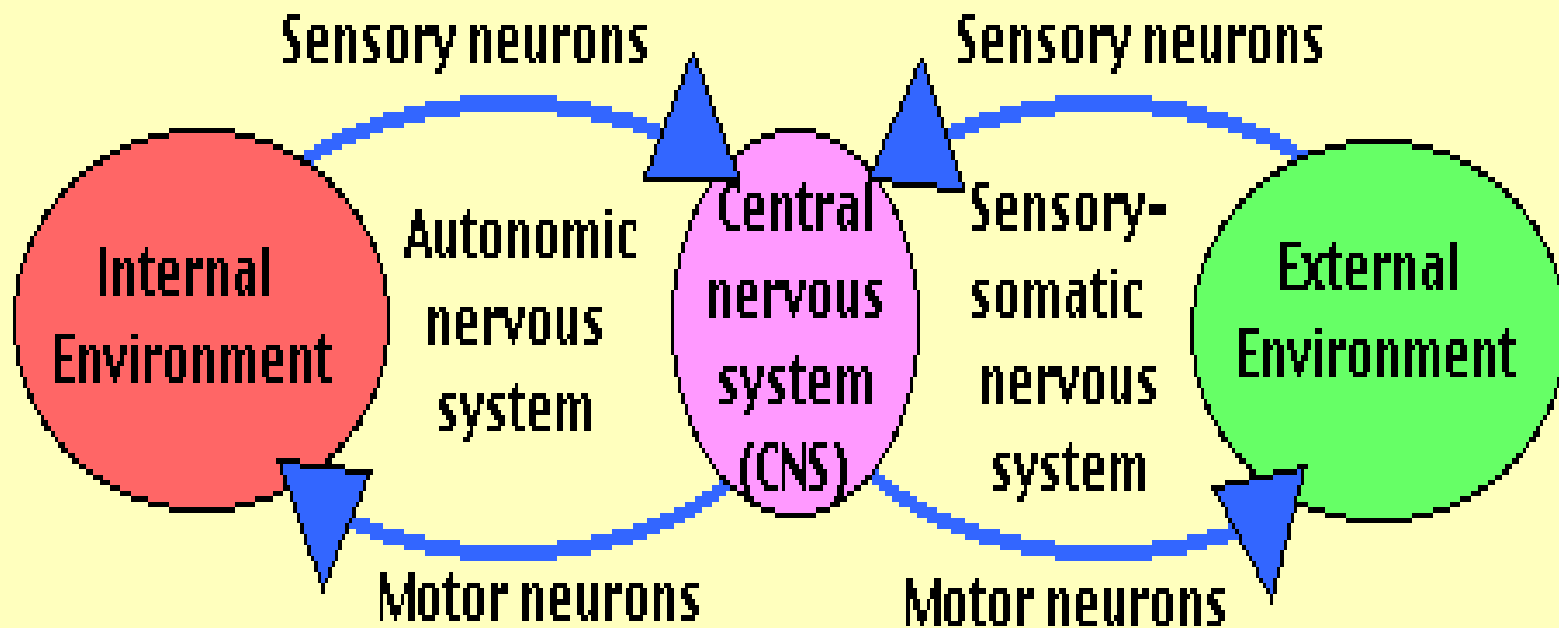 Sensory neurons
Sensory neurons
Internal
Environment
Autonomic
nervous
system
Central
nervous
system
(CNS)
Sensory-
somatic
nervous
system
External
Environment
Motor neurons
Motor neurons